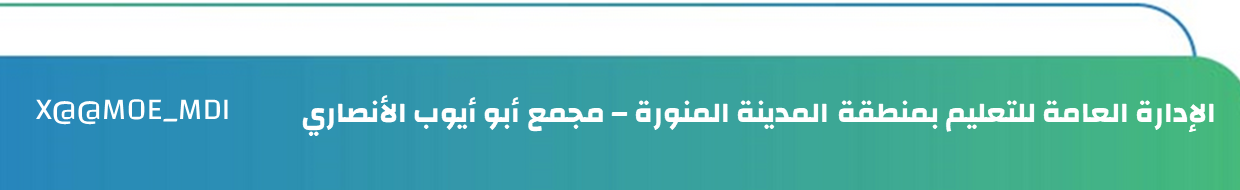 الإدارة العامة للتعليم بمنطقة المدينة المنورة – مجمع أبو أيوب الأنصاري X@@MOE_MDI